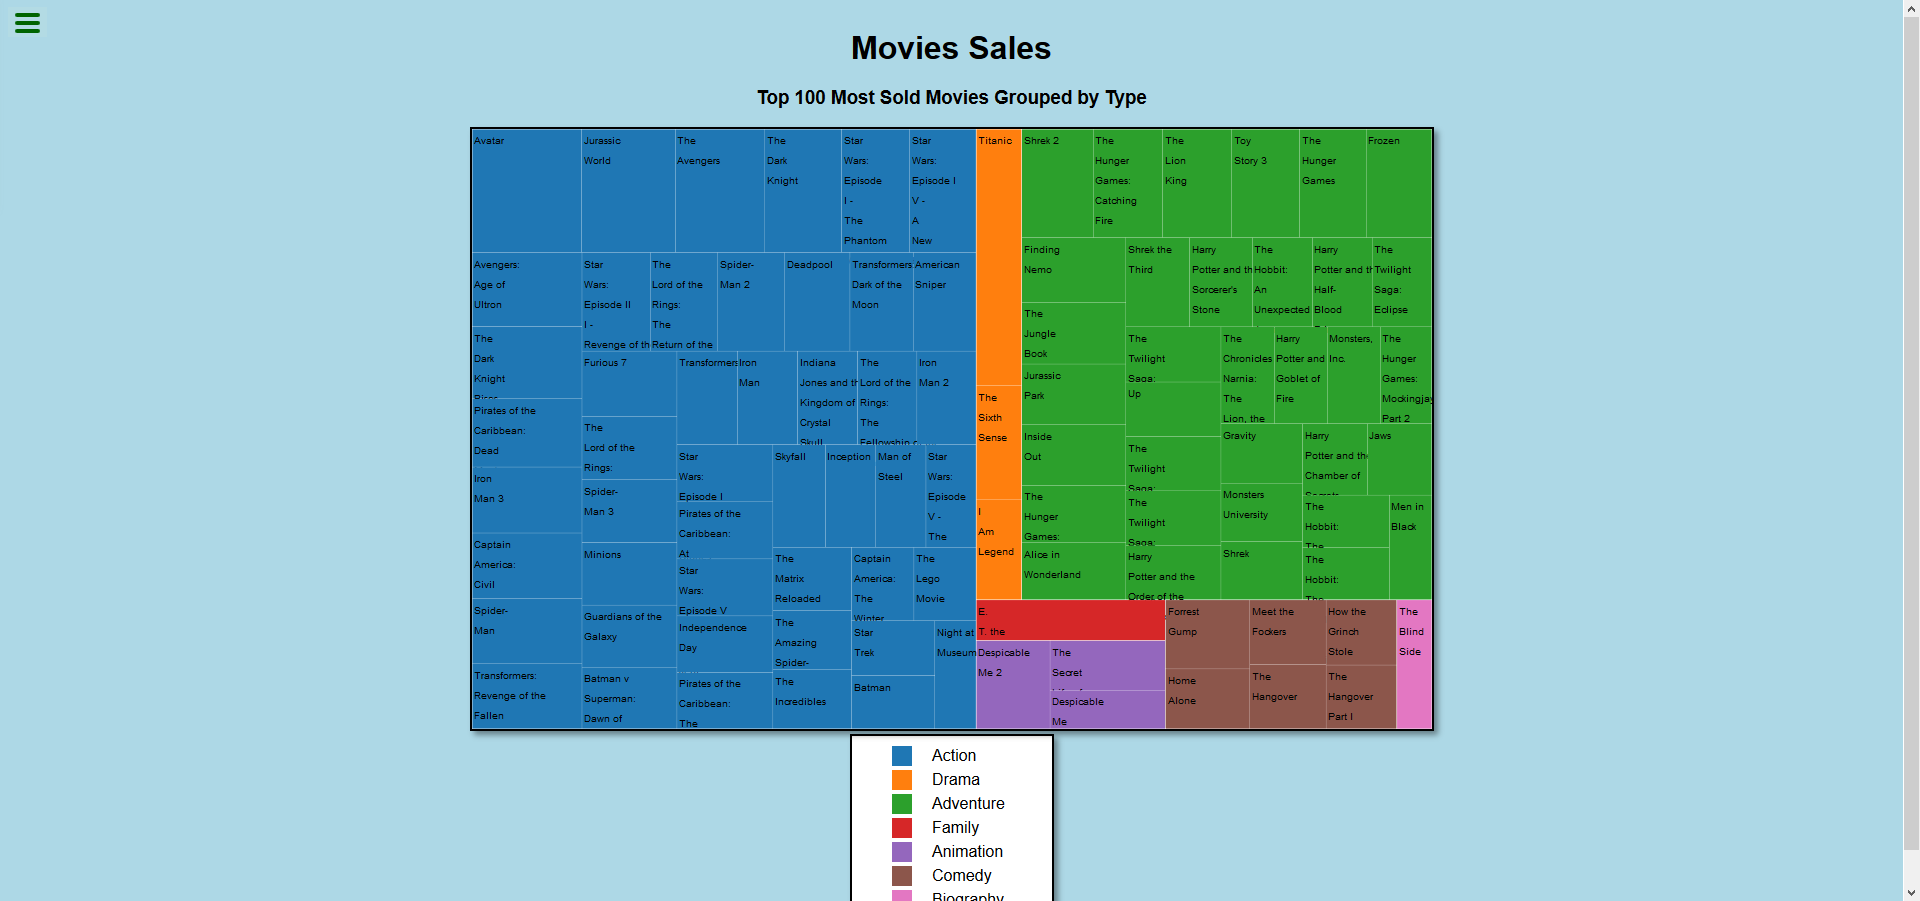 Movies Sales
Top 100 Most Sold Movies Grouped by Type
Avatar
Jurassic
World
The
Avengers
The
Dark
Knight
Star
Wars:
Episode
I -
The
Phantom
Star
Wars:
Episode I
V -
A
New
Avengers:
Age of
Ultron
Star
Wars:
Episode II
I -
Revenge of th
The
Lord of the
Rings:
The
Return of the
Spider-
Man 2
Deadpool
Transformers:
Dark of the
Moon
American
Sniper
The
Dark
Knight
Furious 7
Transformers
Iron
Man
Indiana
Jones and th
Kingdom of
Crystal
Skull
The
Lord of the
Rings:
The
Fellowship
Iron
Man 2
Pirates of the
Caribbean:
Dead
The
Lord of the
Rings:
Star
Wars:
Episode I
Skyfall
Inception
Man of
Steel
Star
Wars:
Episode
V -
The
Iron
Man 3
Spider-
Man 3
Pirates of the
Caribbean:
At
Captain
America:
Civil
Minions
Star
Wars:
Episode V
The
Matrix
Reloaded
Captain
America:
The
Winter
The
Lego
Movie
Spider-
Man
Guardians of the
Galaxy
Independence
Day
The
Amazing
Spider-
Star
Trek
Night at
Museum
Transformers:
Revenge of the
Fallen
Batman v
Superman:
Dawn of
Pirates of the
Caribbean:
The
The
Incredibles
Batman
Titanic
The
Sixth
Sense
I
Am
Legend
Shrek 2
The
Hunger
Games:
Catching
Fire
The
Lion
King
Toy
Story 3
The
Hunger
Games
Frozen
Finding
Nemo
Shrek the
Third
Harry
Potter and th
Sorcerer's
Stone
The
Hobbit:
An
Unexpected
Harry
Potter and th
Half-
Blood
The
Twilight
Saga:
Eclipse
The
Jungle
Book
The
Twilight
Saga:
The
Chronicles
Narnia:
The
Lion, the
Harry
Potter and
Goblet of
Fire
Monsters,
Inc.
The
Hunger
Games:
Mockingjay
Part 2
Jurassic
Park
Up
Inside
Out
The
Twilight
Saga:
Gravity
Harry
Potter and the
Chamber of
Secrets
Jaws
The
Hunger
Games:
The
Twilight
Saga:
Monsters
University
The
Hobbit:
The
Men in
Black
Alice in
Wonderland
Harry
Potter and the
Order of the
Shrek
The
Hobbit:
The
E.
T. the
Despicable
Me 2
The
Secret
Despicable
Me
Forrest
Gump
Meet the
Fockers
How the
Grinch
Stole
The
Blind
Side
Home
Alone
The
Hangover
The
Hangover
Part I
Action
Drama
Adventure
Family
Animation
Comedy
Biography